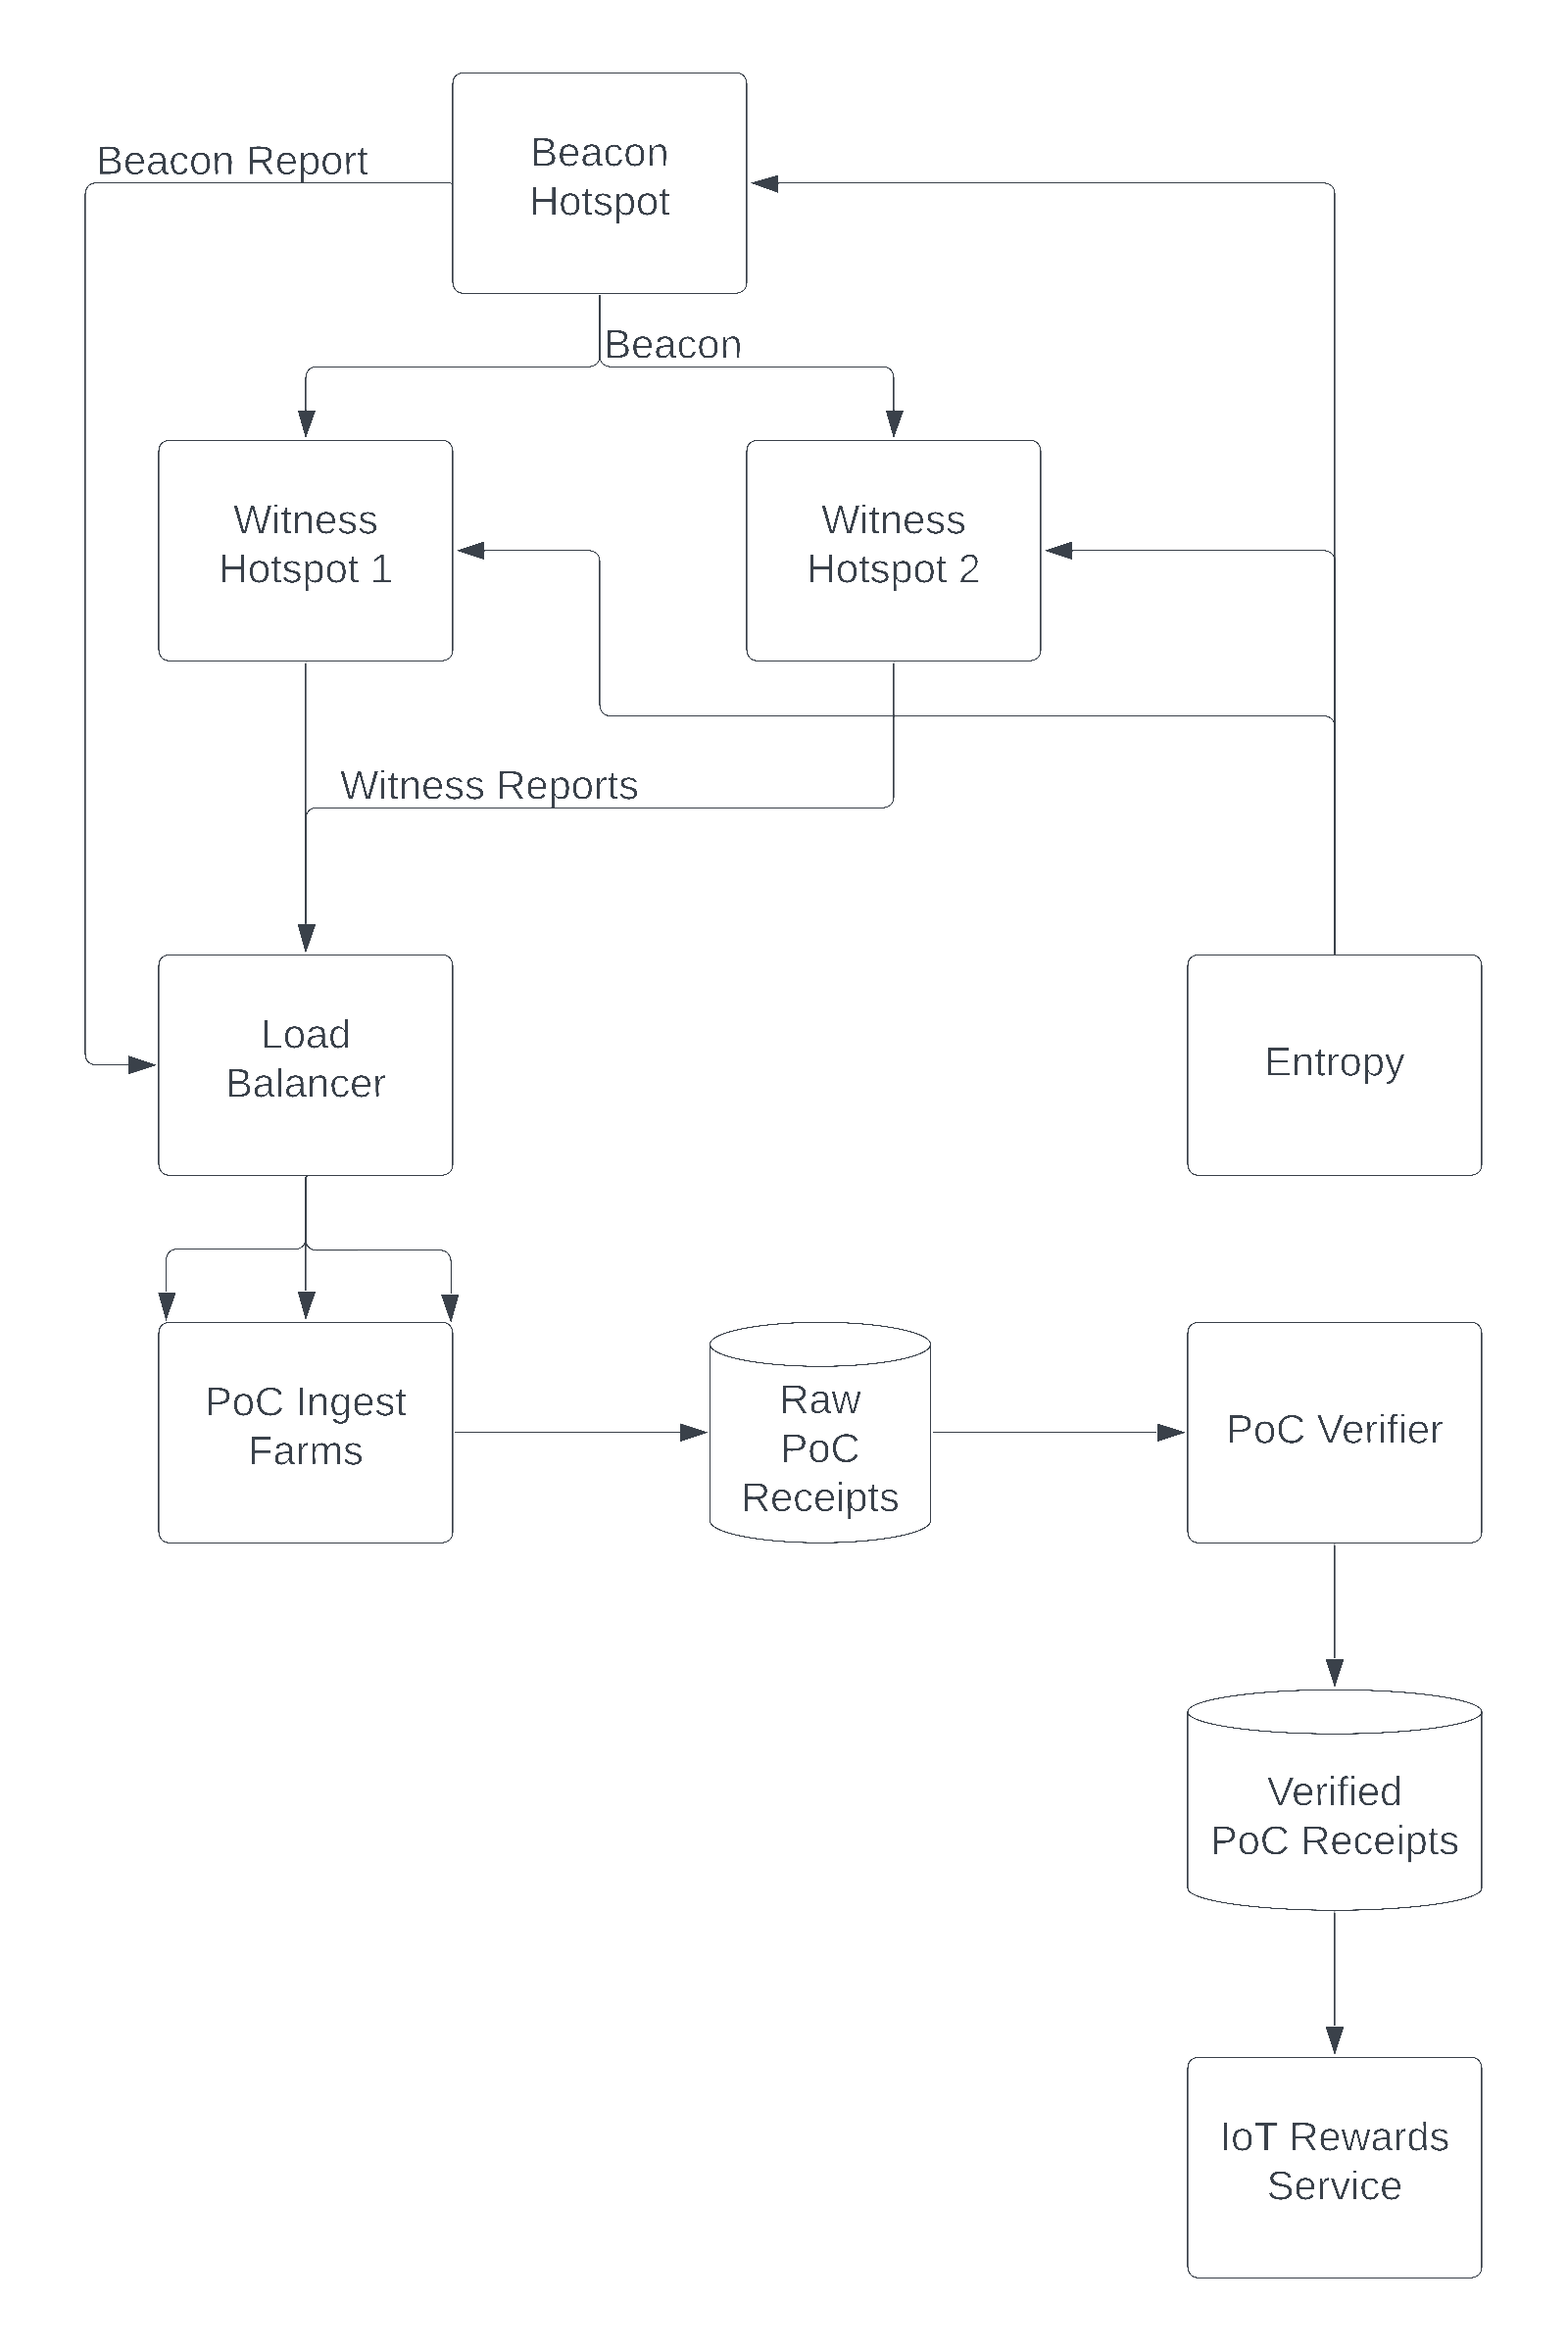 Beacon Report
Beacon
Hotspot
Beacon
Witness
Hotspot 1
Witness
Hotspot 2
Witness Reports
Load
Balancer
Entropy
PoC Ingest
Farms
Raw
PoC
Receipts
PoC Verifier
Verified
PoC Receipts
IoT Rewards
Service